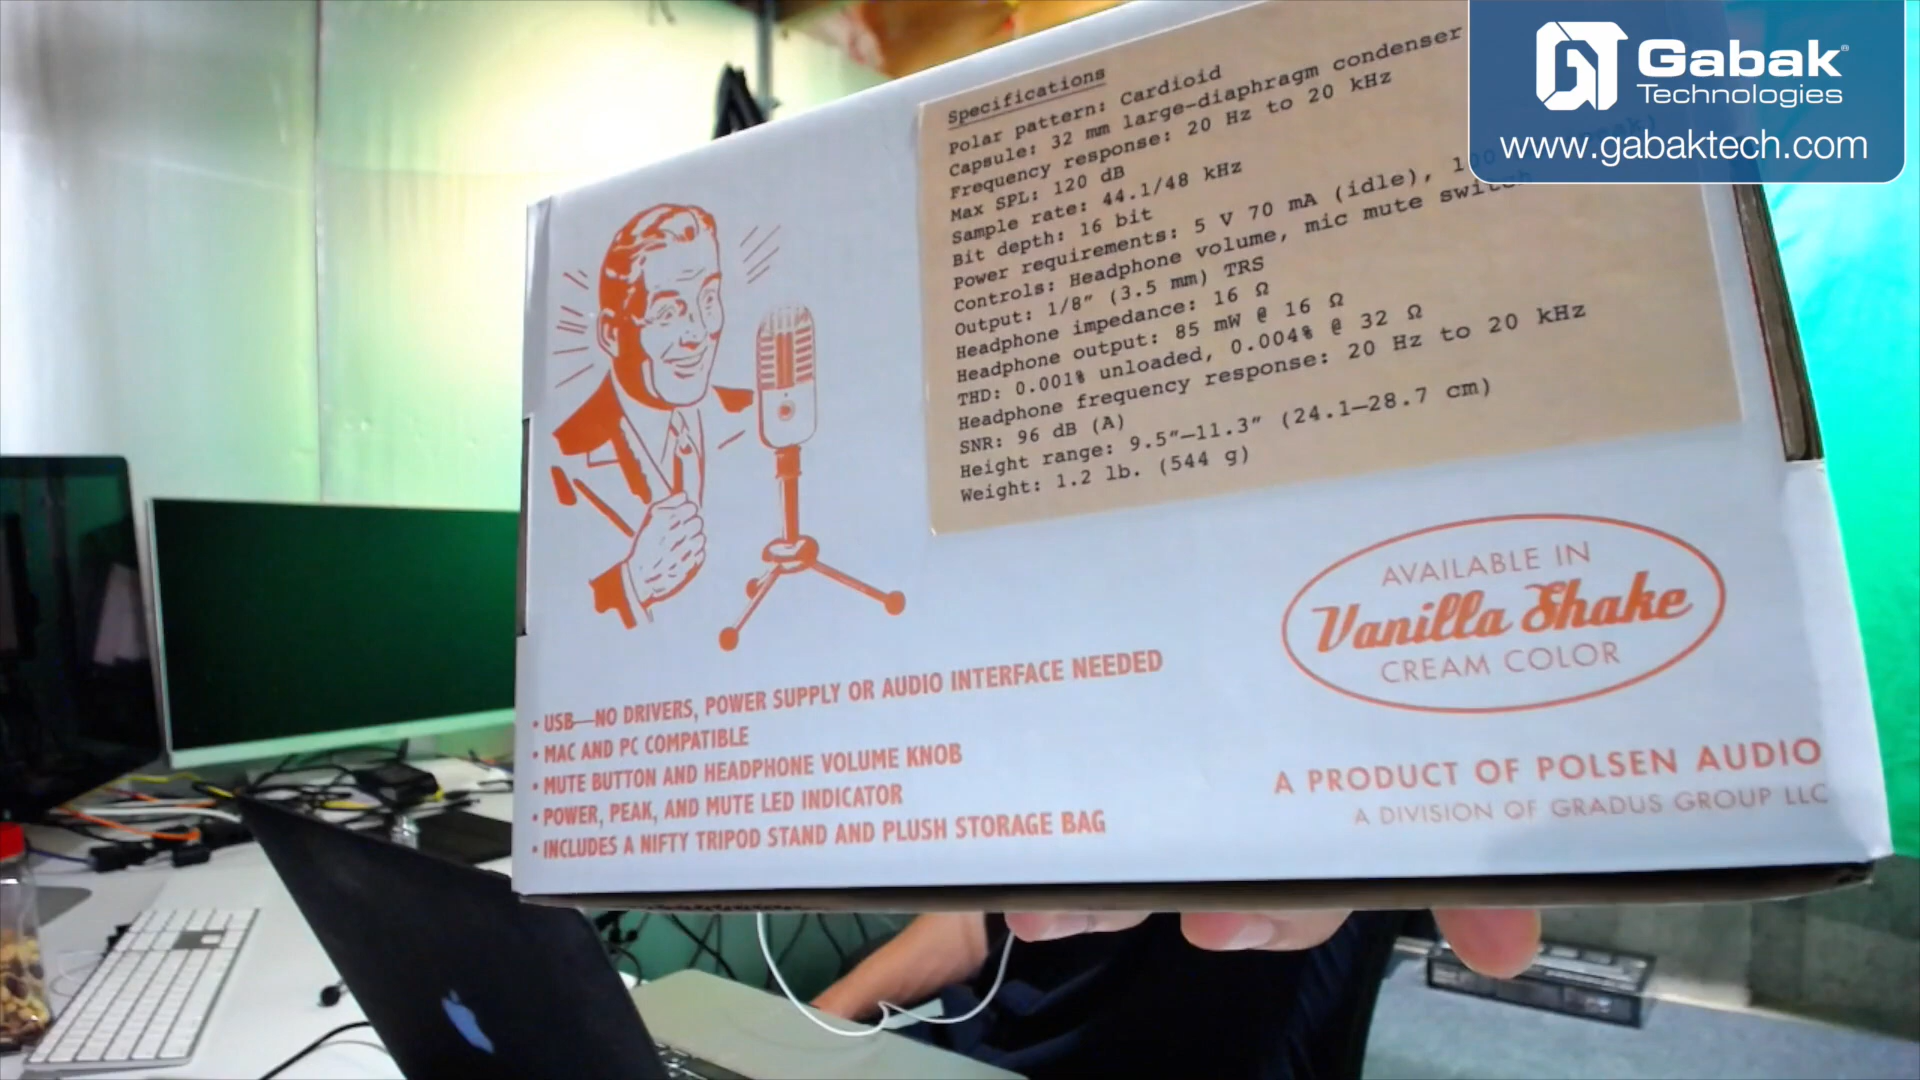 Gabak
Technologies
www.gabaktech.com
Specifications
Polar pattern: Cardioid
Capsule: 32 mm large-diaphragm condenser
Frequency response: 20 Hz to 20 kHz
Max SPL: 120 dB
Sample rate: 44.1/48 kHz
Bit depth: 16 bit
Power requirements: 5 V 70 mA (idle),
Controls: Headphone volume, mic mute switch
Output: 1/8" (3.5 mm) TRS
Headphone impedance: 16 Ω
Headphone output: 85 mW @ 16 Ω
THD: 0.001% unloaded, 0.004% @ 32 Ω
Headphone frequency response: 20 Hz to 20 kHz
SNR: 96 dB (A)
Height range: 9.5"–11.3" (24.1–28.7 cm)
Weight: 1.2 lb. (544 g)
AVAILABLE IN
Vanilla Shake
CREAM COLOR
• USB—NO DRIVERS, POWER SUPPLY OR AUDIO INTERFACE NEEDED
• MAC AND PC COMPATIBLE
• MUTE BUTTON AND HEADPHONE VOLUME KNOB
• POWER, PEAK, AND MUTE LED INDICATOR
• INCLUDES A NIFTY TRIPOD STAND AND PLUSH STORAGE BAG
A PRODUCT OF POLSEN AUDIO
A DIVISION OF GRADUS GROUP LLC